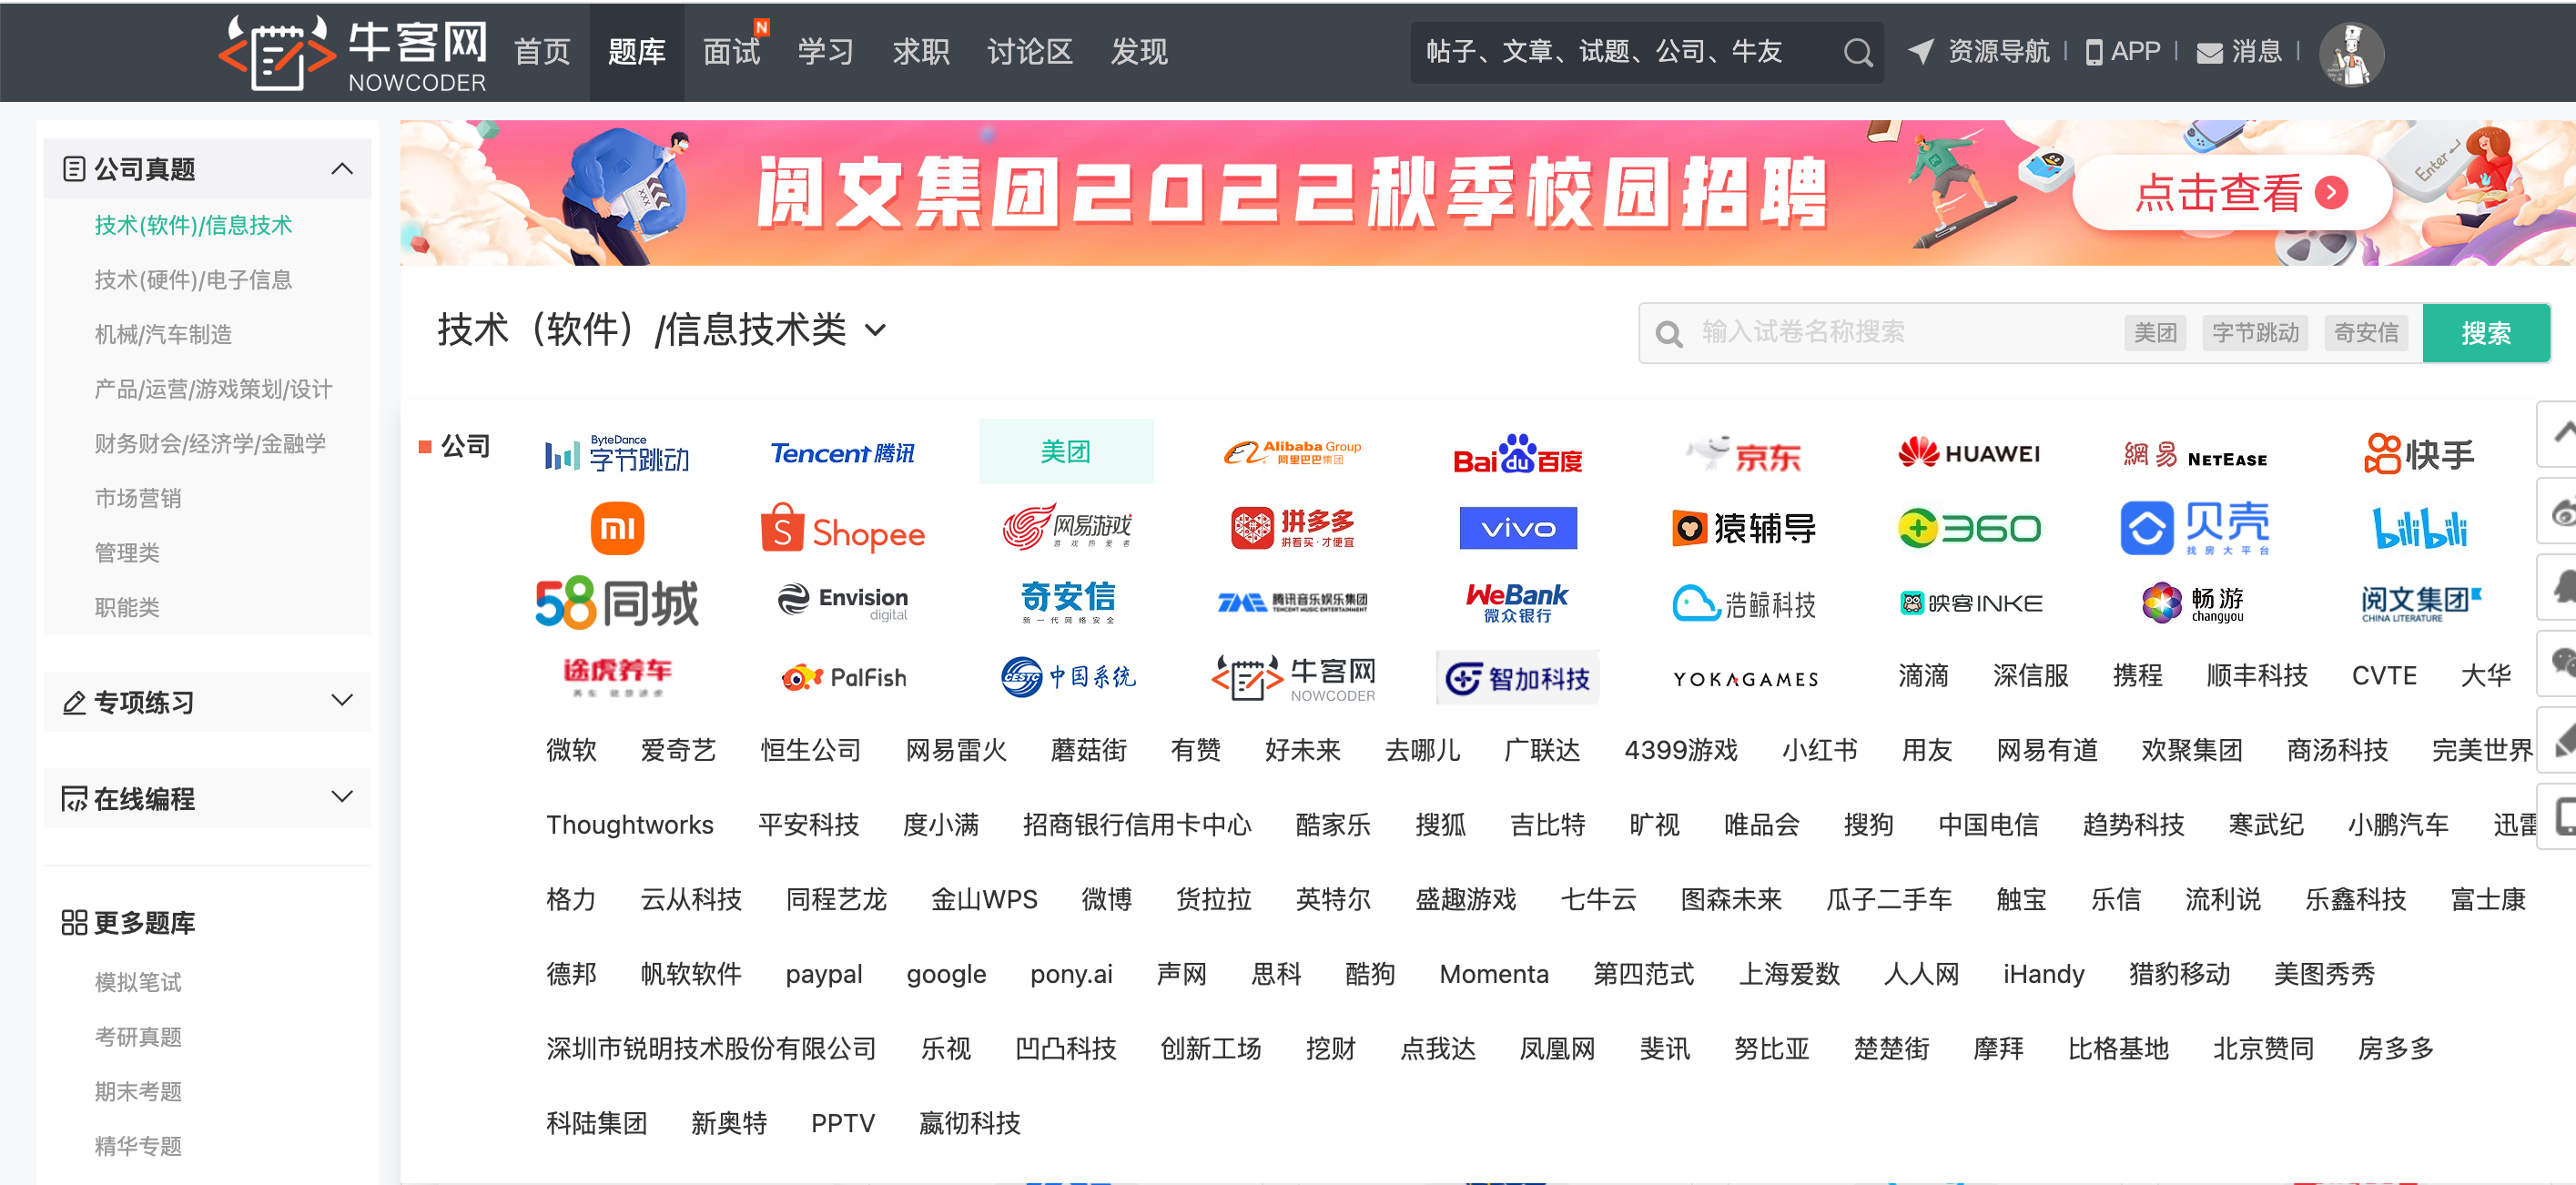 牛客网
NOWCODER
首页 题库 面试 N 学习 求职 讨论区 发现
帖子、文章、试题、公司、牛友
资源导航 APP 消息
公司真题
技术(软件)/信息技术
技术(硬件)/电子信息
机械/汽车制造
产品/运营/游戏策划/设计
财务财会/经济学/金融学
市场营销
管理类
职能类
专项练习
在线编程
更多题库
模拟笔试
考研真题
期末考题
精华专题
阅文集团2022秋季校园招聘
点击查看
Enter
技术（软件）/信息技术类
输入试卷名称搜索 美团 字节跳动 奇安信 搜索
公司
ByteDance 字节跳动 Tencent 腾讯 美团 Alibaba Group 阿里巴巴集团 Bai du 百度 京东 HUAWEI 網易 NETEASE 快手
mi Shopee 网易游戏 游戏热爱者 拼多多 拼着买·才便宜 vivo 猿辅导 360 贝壳 找房大平台 bilibili
58同城 Envision digital 奇安信 新一代网络安全 TME 腾讯音乐娱乐集团 TENCENT MUSIC ENTERTAINMENT WeBank 微众银行 浩鲸科技 映客INKE 畅游 changyou 阅文集团 CHINA LITERATURE
途虎养车 PalFish CESTC 中国系统 牛客网 NOWCODER 智加科技 YOKAGAMES 滴滴 深信服 携程 顺丰科技 CVTE 大华
微软 爱奇艺 恒生公司 网易雷火 蘑菇街 有赞 好未来 去哪儿 广联达 4399游戏 小红书 用友 网易有道 欢聚集团 商汤科技 完美世界
Thoughtworks 平安科技 度小满 招商银行信用卡中心 酷家乐 搜狐 吉比特 旷视 唯品会 搜狗 中国电信 趋势科技 寒武纪 小鹏汽车 迅雷
格力 云从科技 同程艺龙 金山WPS 微博 货拉拉 英特尔 盛趣游戏 七牛云 图森未来 瓜子二手车 触宝 乐信 流利说 乐鑫科技 富士康
德邦 帆软软件 paypal google pony.ai 声网 思科 酷狗 Momenta 第四范式 上海爱数 人人网 iHandy 猎豹移动 美图秀秀
深圳市锐明技术股份有限公司 乐视 凹凸科技 创新工场 挖财 点我达 凤凰网 斐讯 努比亚 楚楚街 摩拜 比格基地 北京赞同 房多多
科陆集团 新奥特 PPTV 嬴彻科技